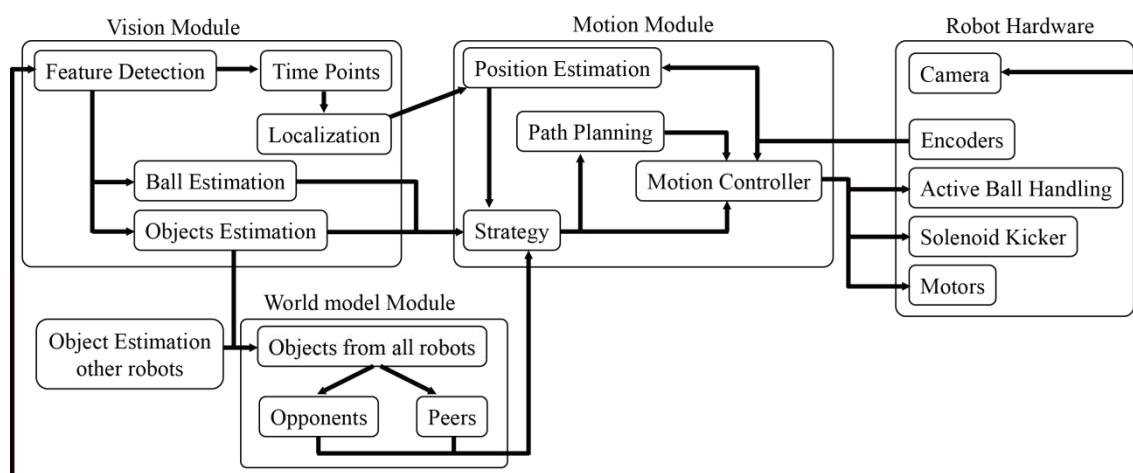 Vision Module
Motion Module
Robot Hardware
Feature Detection
Time Points
Localization
Ball Estimation
Objects Estimation
Position Estimation
Path Planning
Motion Controller
Strategy
Camera
Encoders
Active Ball Handling
Solenoid Kicker
Motors
World model Module
Object Estimation
other robots
Objects from all robots
Opponents
Peers